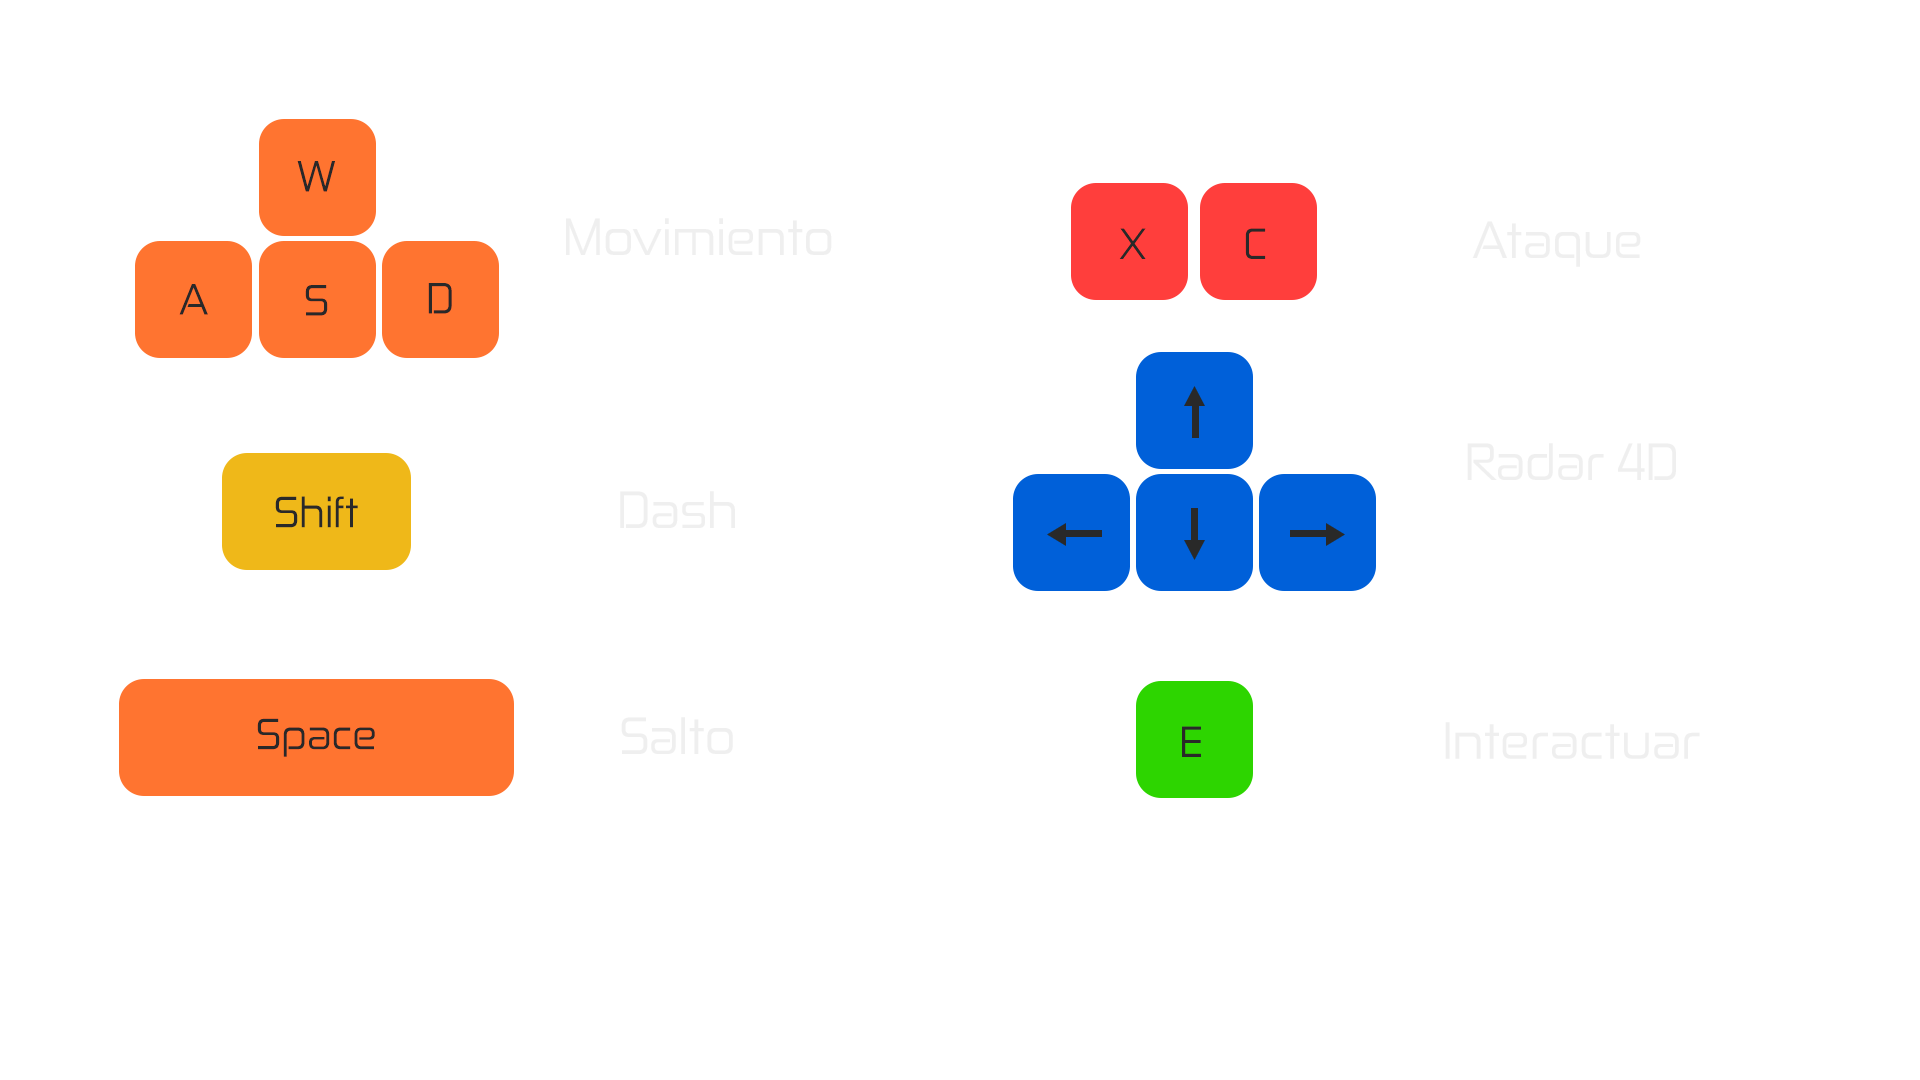 W
A S D
Movimiento
Shift
Dash
Space
Salto
X C
Ataque
Radar 4D
E
Interactuar